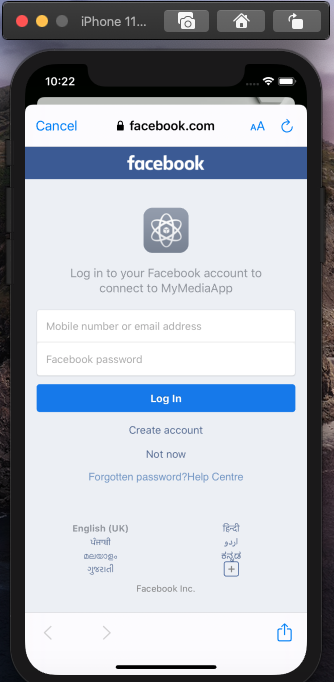 iPhone 11...
10:22
Cancel
facebook.com
AA
facebook
Log in to your Facebook account to
connect to MyMediaApp
Mobile number or email address
Facebook password
Log In
Create account
Not now
Forgotten password?Help Centre
English (UK) हिन्दी
ਪੰਜਾਬੀ اردو
മലയാളം ಕನ್ನಡ
ગુજરાતી
Facebook Inc.